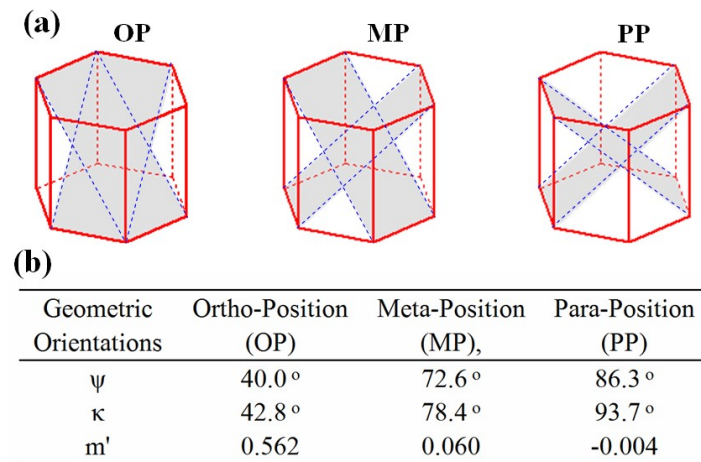 (a)
OP MP PP
(b)
Geometric Ortho-Position Meta-Position Para-Position
Orientations (OP) (MP), (PP)
ψ 40.0 º 72.6 º 86.3 º
κ 42.8 º 78.4 º 93.7 º
m' 0.562 0.060 -0.004